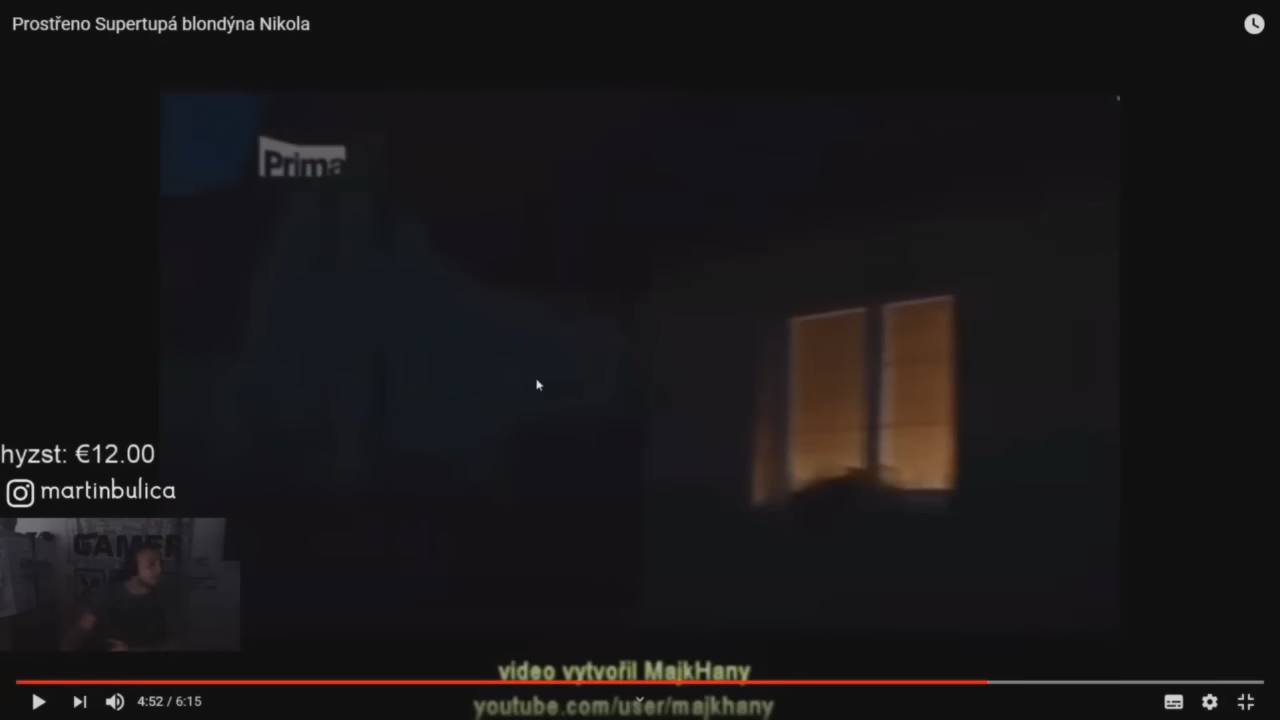 Prostřeno Supertupá blondýna Nikola
Prima
hyzst: €12.00
martinbulica
GAMER
video vytvořil MajkHany
youtube.com/user/majkhany
4:52 / 6:15